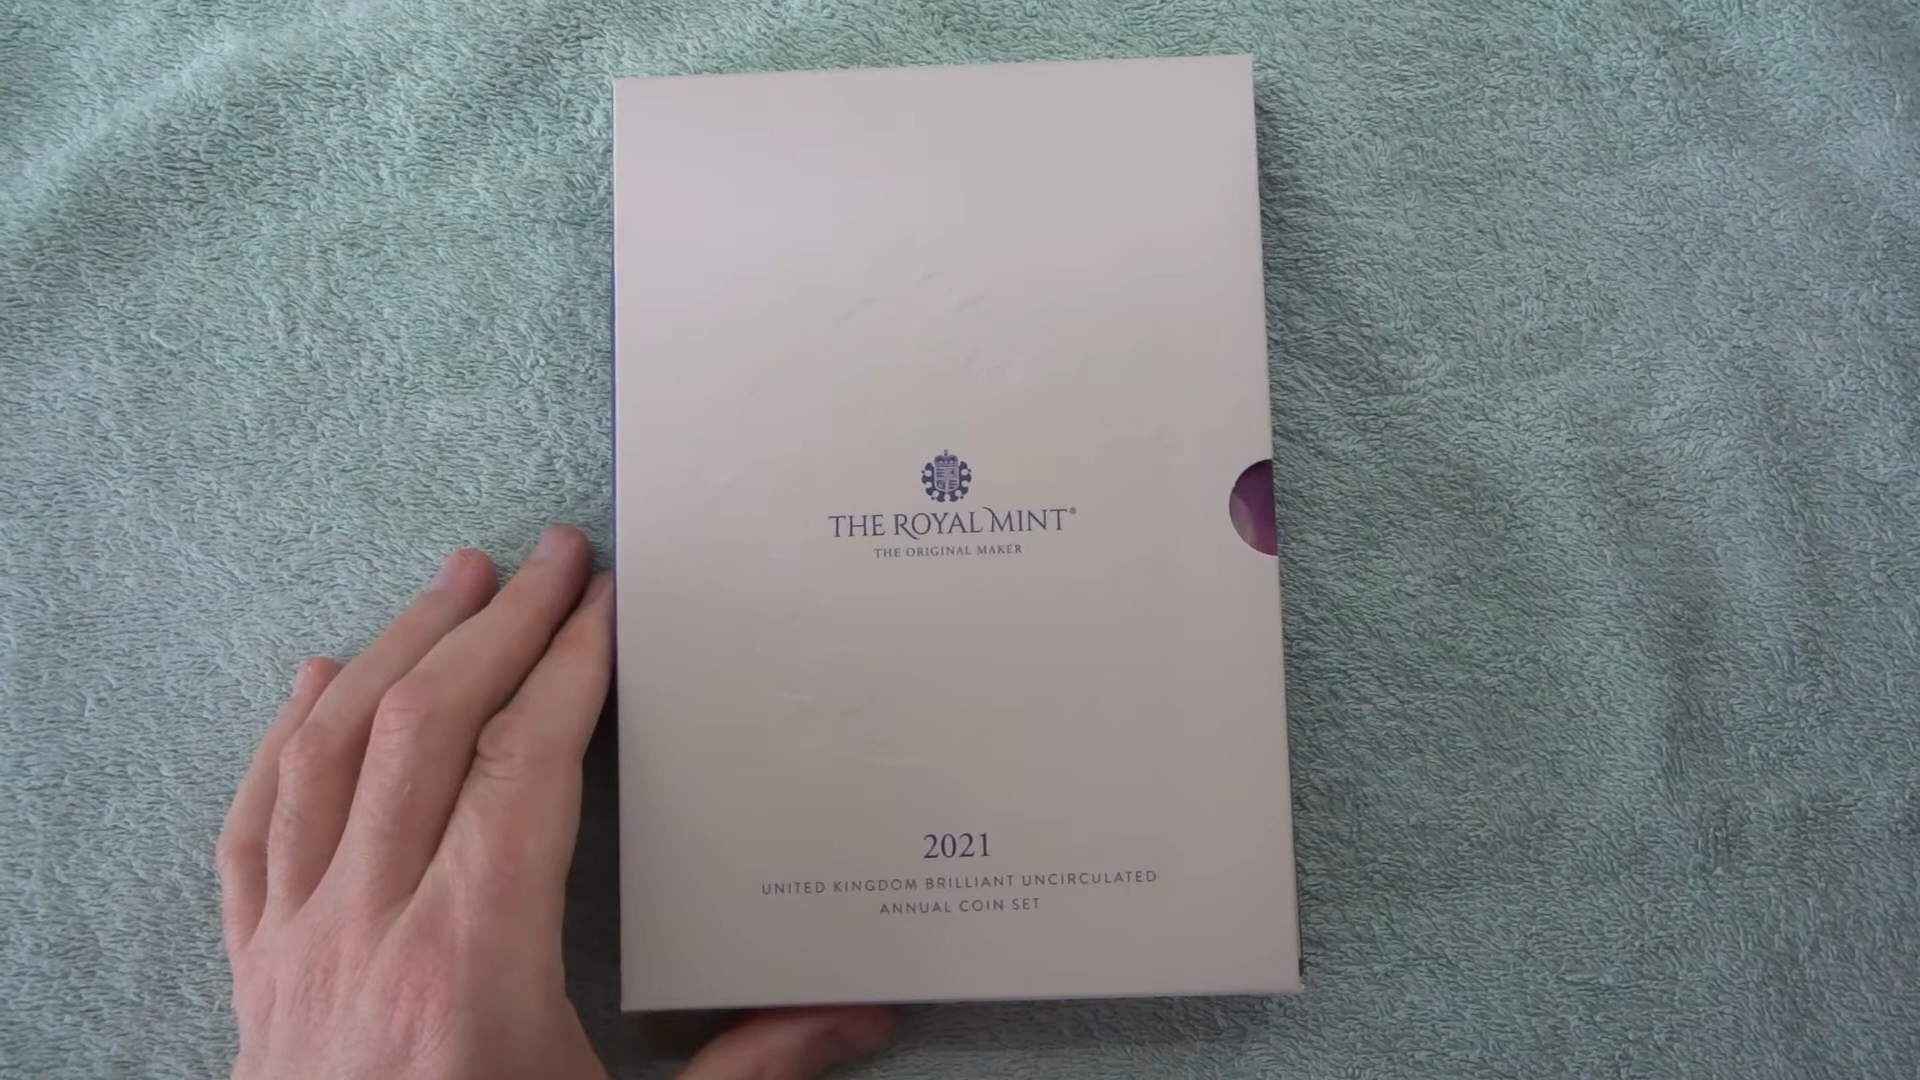 THE ROYAL MINT®
THE ORIGINAL MAKER
2021
UNITED KINGDOM BRILLIANT UNCIRCULATED
ANNUAL COIN SET